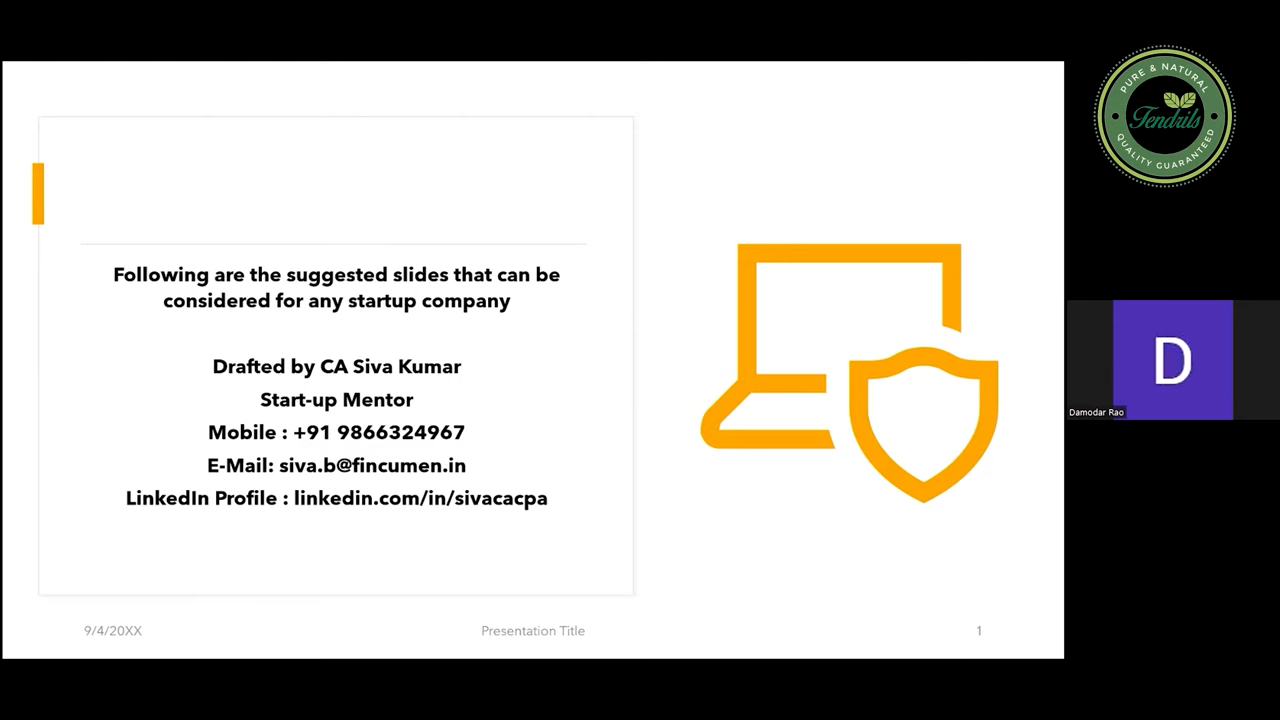 PURE & NATURAL
Tendrils
QUALITY GUARANTEED
Following are the suggested slides that can be
considered for any startup company
Drafted by CA Siva Kumar
Start-up Mentor
Mobile : +91 9866324967
E-Mail: siva.b@fincumen.in
LinkedIn Profile : linkedin.com/in/sivacacpa
D
Damodar Rao
9/4/20XX
Presentation Title
1